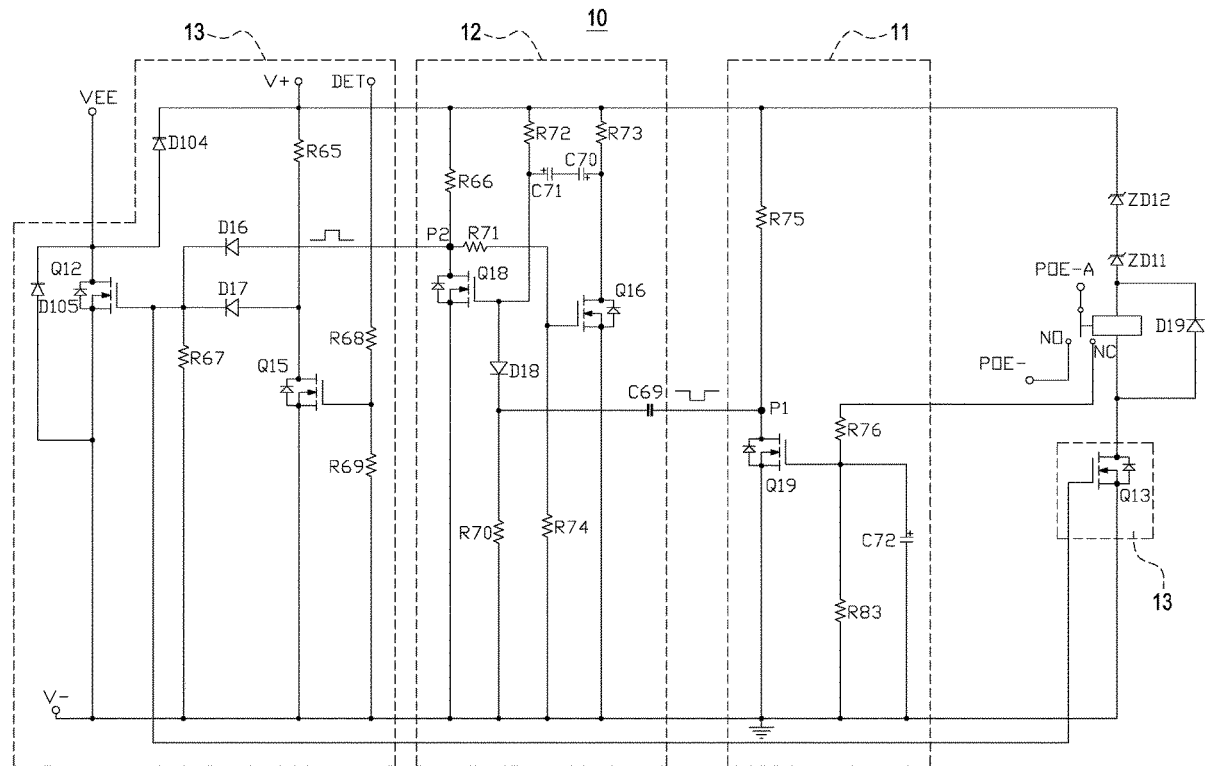 10
13
12
11
V+
DET
VEE
D104
R65
R72
R73
C70
C71
R66
R75
ZD12
D16
P2
R71
ZD11
POE-A
Q12
Q18
Q16
D105
D17
D19
R68
NO
NC
R67
POE-
Q15
D18
C69
P1
R76
R69
Q19
Q13
R70
R74
C72
13
R83
V-